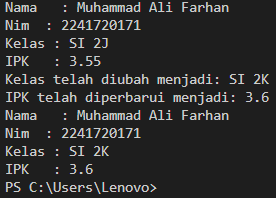 Nama   : Muhammad Ali Farhan
Nim  : 2241720171
Kelas : SI 2J
IPK   : 3.55
Kelas telah diubah menjadi: SI 2K
IPK telah diperbarui menjadi: 3.6
Nama   : Muhammad Ali Farhan
Nim  : 2241720171
Kelas : SI 2K
IPK   : 3.6
PS C:\Users\Lenovo>